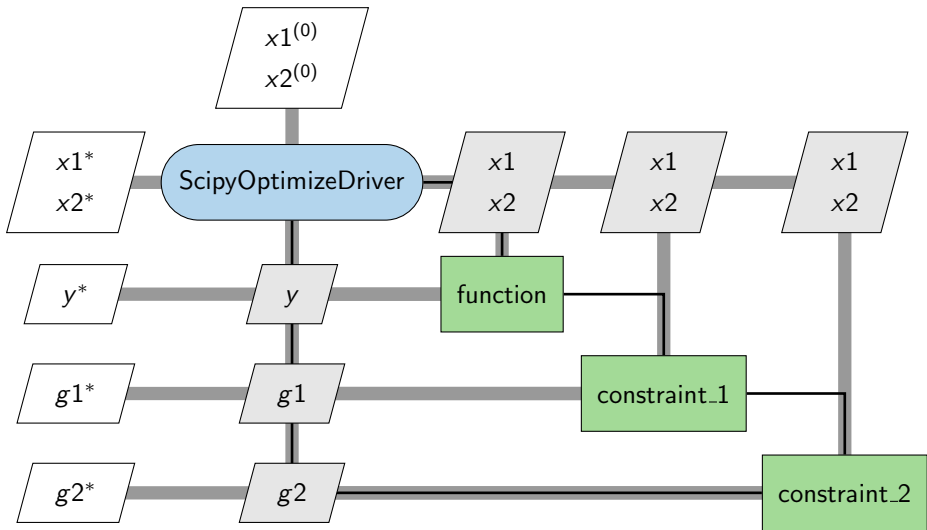 x1^(0)
x2^(0)
x1*
x2*
ScipyOptimizeDriver
x1
x2
x1
x2
x1
x2
y*
y
function
g1*
g1
constraint_1
g2*
g2
constraint_2